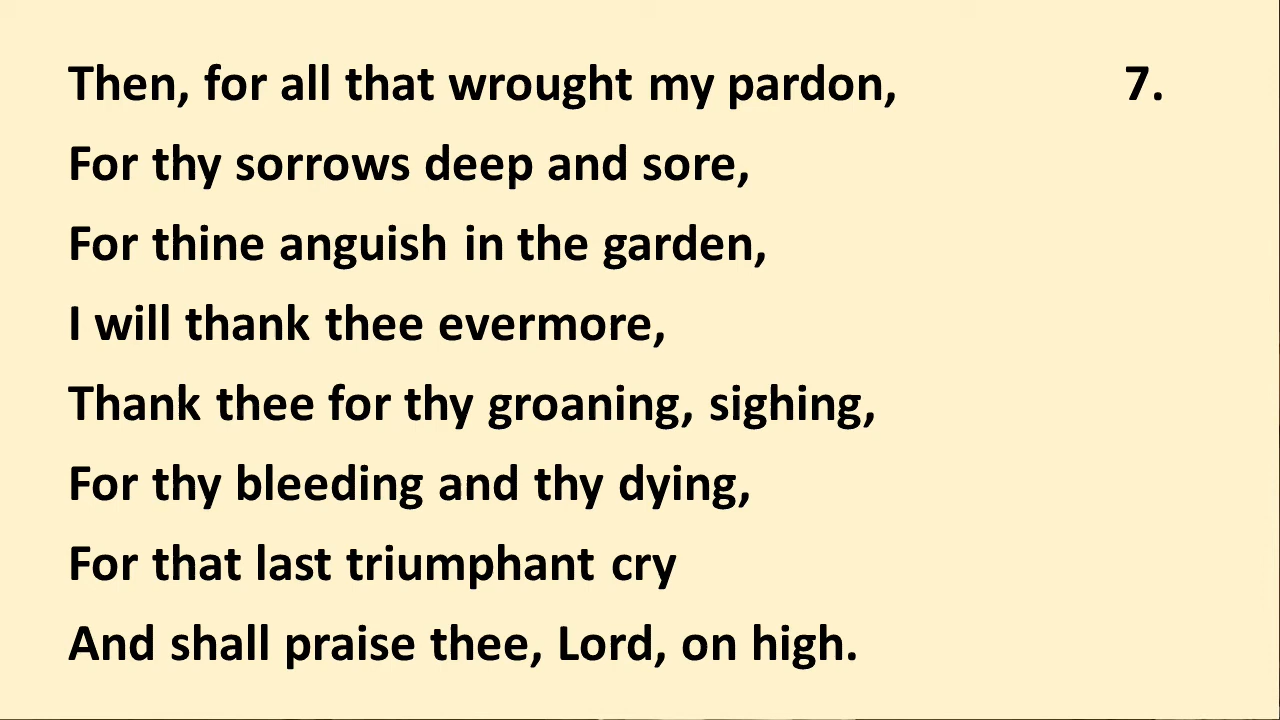 Then, for all that wrought my pardon, 7.
For thy sorrows deep and sore,
For thine anguish in the garden,
I will thank thee evermore,
Thank thee for thy groaning, sighing,
For thy bleeding and thy dying,
For that last triumphant cry
And shall praise thee, Lord, on high.